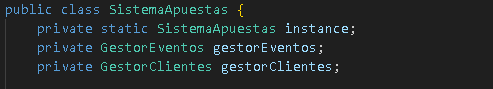 public class SistemaApuestas {
    private static SistemaApuestas instance;
    private GestorEventos gestorEventos;
    private GestorClientes gestorClientes;